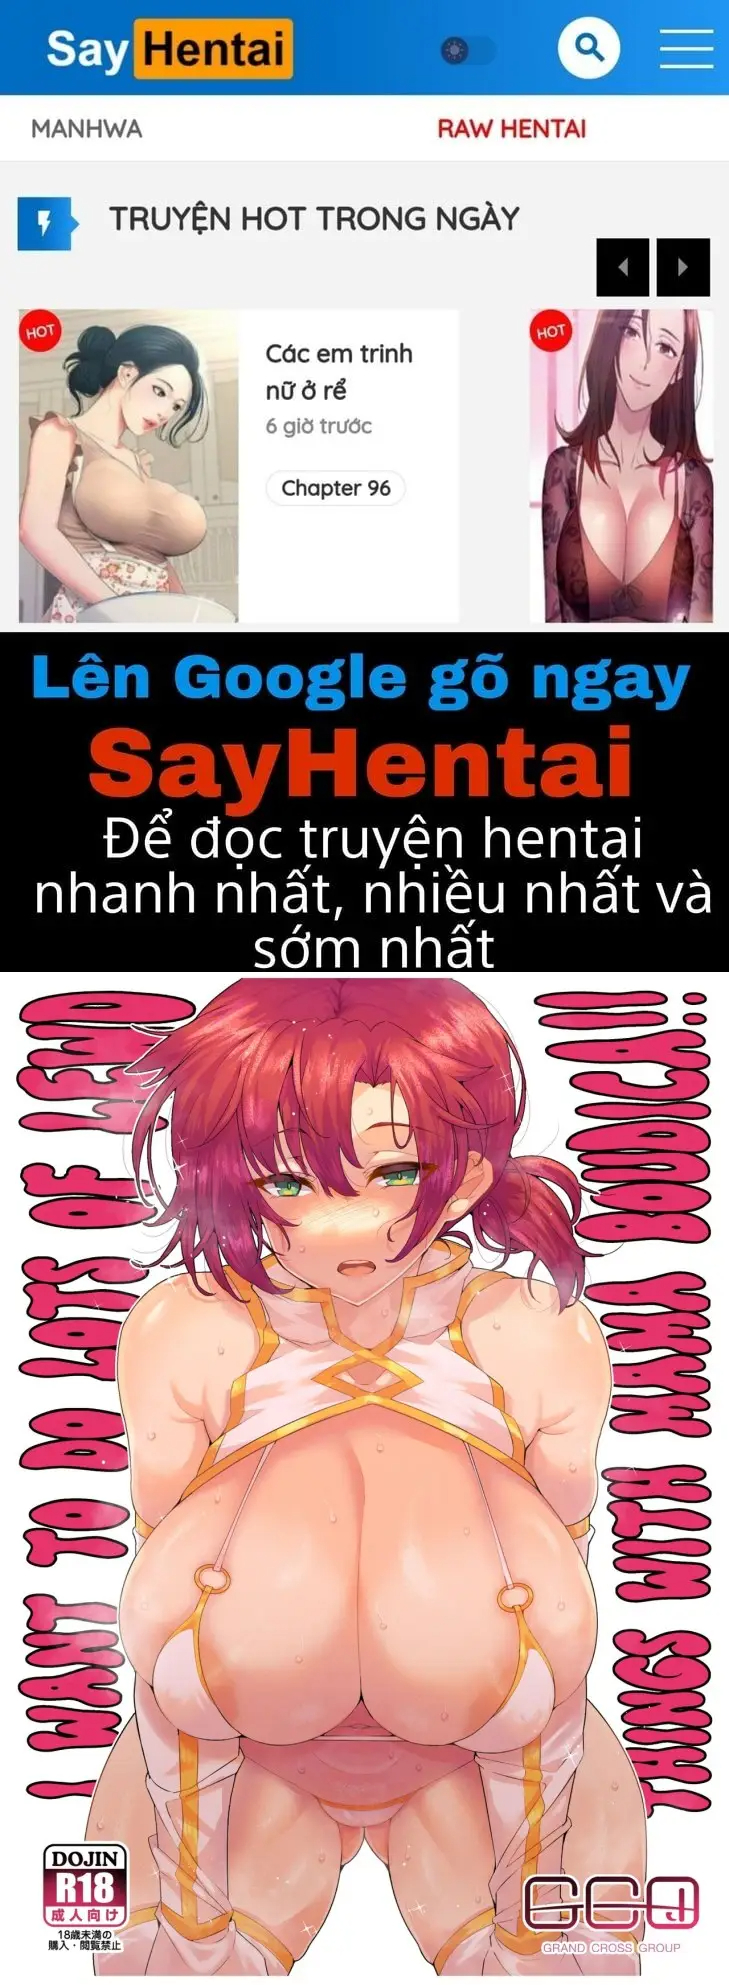 SayHentai
MANHWA
RAW HENTAI
TRUYỆN HOT TRONG NGÀY
HOT
Các em trinh
nữ ở rể
6 giờ trước
Chapter 96
HOT
Lên Google gõ ngay
SayHentai
Để đọc truyện hentai
nhanh nhất, nhiều nhất và
sớm nhất
I WANT TO DO LOTS OF LEWD
THINGS WITH MAMA BOUDICA!!!
DOJIN
R18
成人向け
18歳未満の
購入・閲覧禁止
GCG
GRAND CROSS GROUP